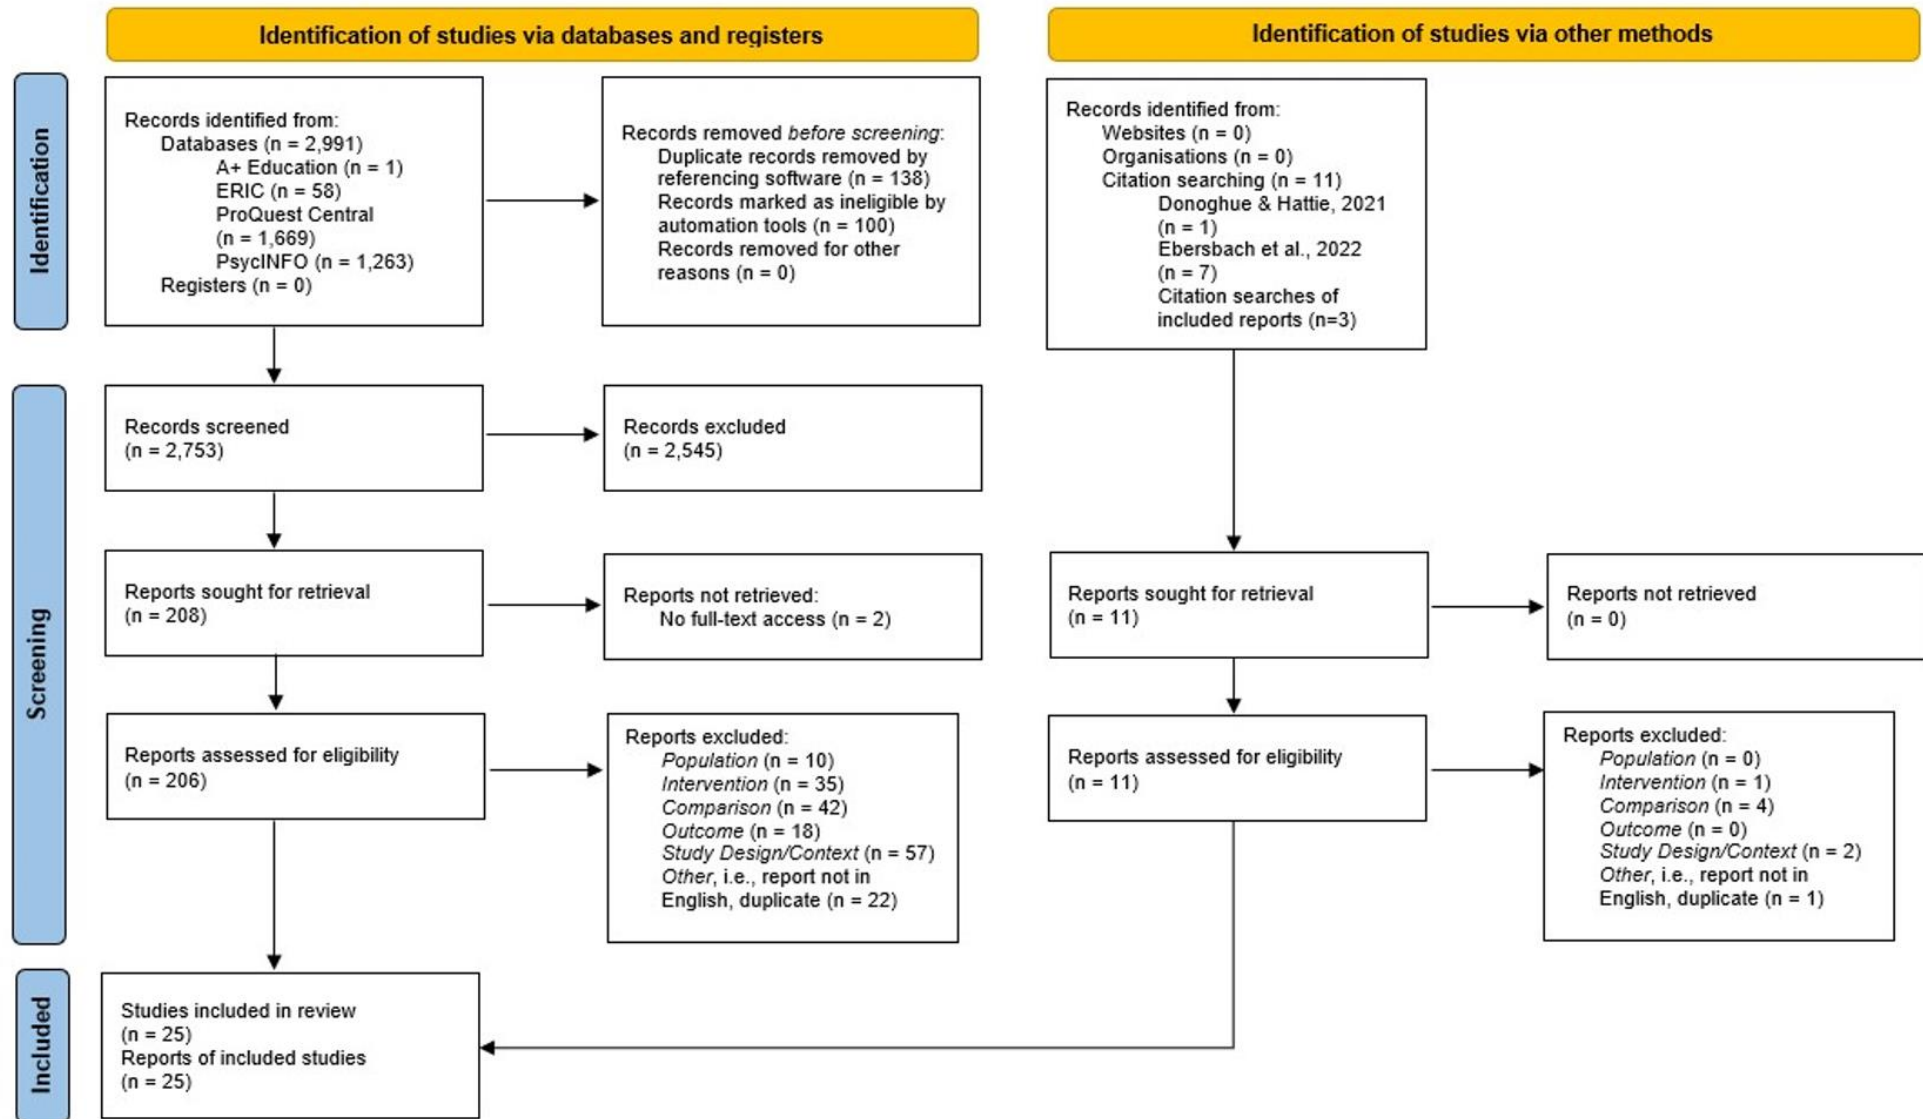 Identification of studies via databases and registers
Identification of studies via other methods
Identification
Records identified from:
Databases (n = 2,991)
A+ Education (n = 1)
ERIC (n = 58)
ProQuest Central
(n = 1,669)
PsycINFO (n = 1,263)
Registers (n = 0)
Records removed before screening:
Duplicate records removed by
referencing software (n = 138)
Records marked as ineligible by
automation tools (n = 100)
Records removed for other
reasons (n = 0)
Records identified from:
Websites (n = 0)
Organisations (n = 0)
Citation searching (n = 11)
Donoghue & Hattie, 2021
(n = 1)
Ebersbach et al., 2022
(n = 7)
Citation searches of
included reports (n=3)
Screening
Records screened
(n = 2,753)
Records excluded
(n = 2,545)
Reports sought for retrieval
(n = 208)
Reports not retrieved:
No full-text access (n = 2)
Reports sought for retrieval
(n = 11)
Reports not retrieved
(n = 0)
Reports assessed for eligibility
(n = 206)
Reports excluded:
Population (n = 10)
Intervention (n = 35)
Comparison (n = 42)
Outcome (n = 18)
Study Design/Context (n = 57)
Other, i.e., report not in
English, duplicate (n = 22)
Reports assessed for eligibility
(n = 11)
Reports excluded:
Population (n = 0)
Intervention (n = 1)
Comparison (n = 4)
Outcome (n = 0)
Study Design/Context (n = 2)
Other, i.e., report not in
English, duplicate (n = 1)
Included
Studies included in review
(n = 25)
Reports of included studies
(n = 25)